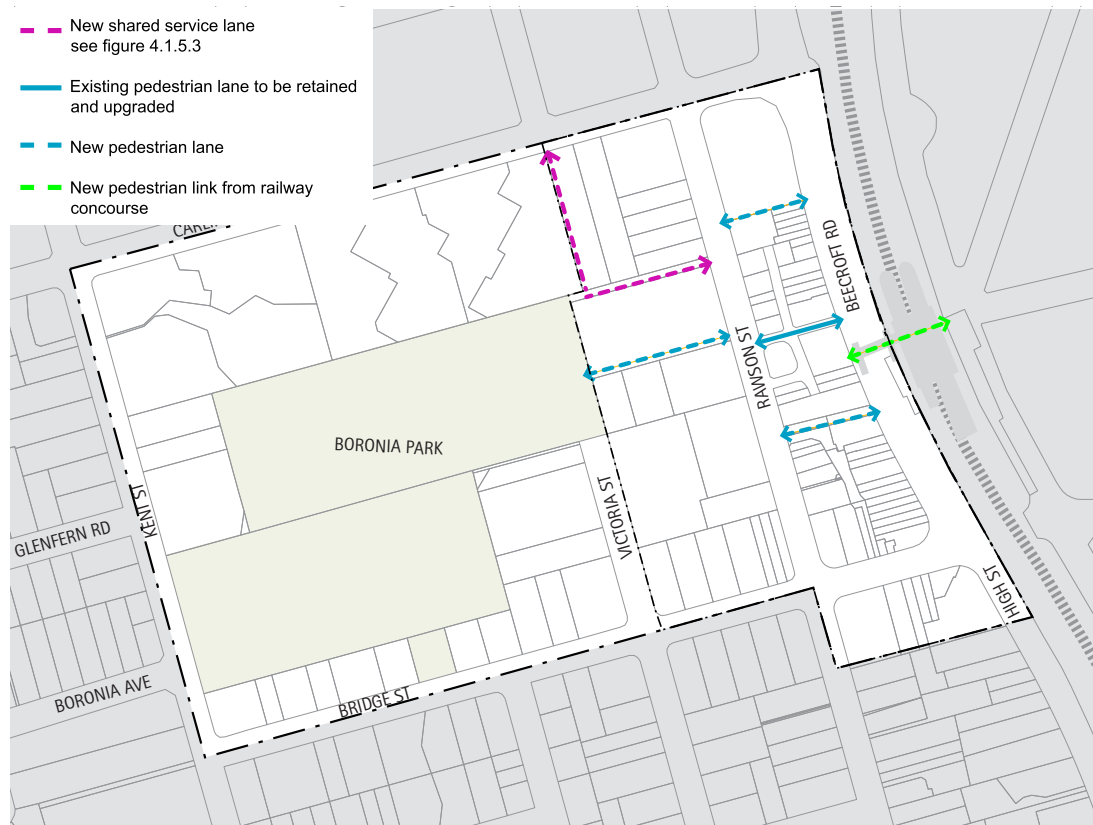 New shared service lane
see figure 4.1.5.3
Existing pedestrian lane to be retained
and upgraded
New pedestrian lane
New pedestrian link from railway
concourse
BEECROFT RD
RAWSON ST
BORONIA PARK
KENT ST
GLENFERN RD
VICTORIA ST
HIGH ST
BORONIA AVE
BRIDGE ST